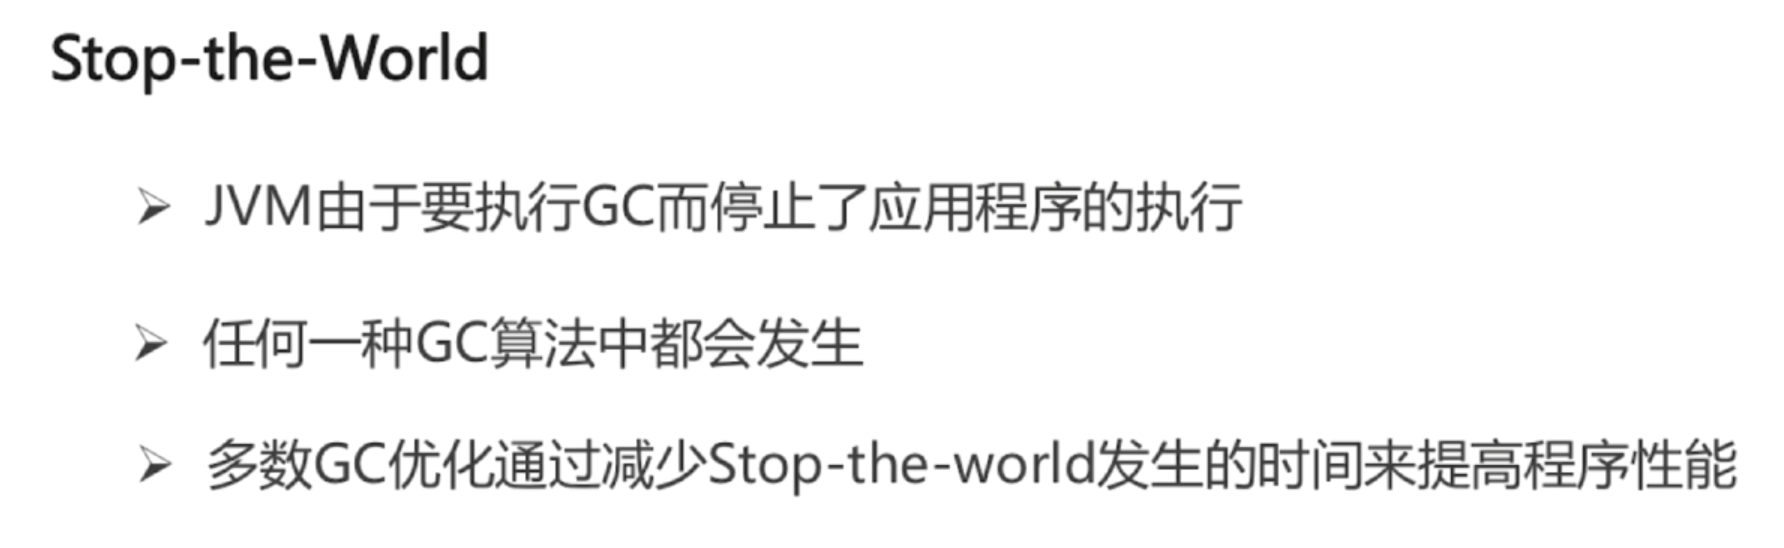 Stop-the-World
➢ JVM由于要执行GC而停止了应用程序的执行
➢ 任何一种GC算法中都会发生
➢ 多数GC优化通过减少Stop-the-world发生的时间来提高程序性能